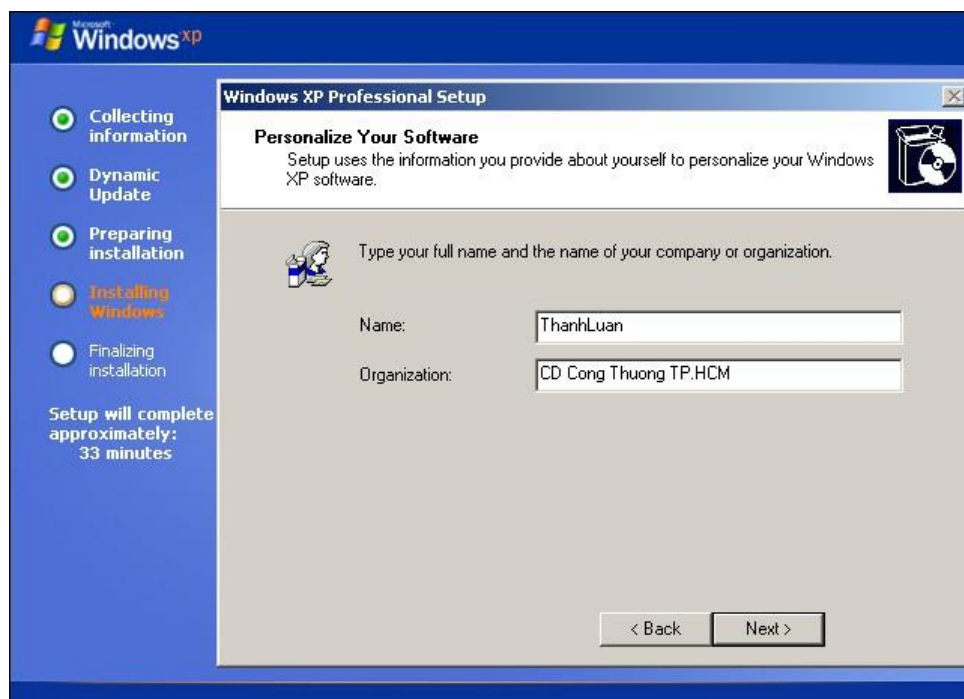 Microsoft
Windows xp
Collecting
information
Dynamic
Update
Preparing
installation
Installing
Windows
Finalizing
installation
Setup will complete
approximately:
33 minutes
Windows XP Professional Setup
Personalize Your Software
Setup uses the information you provide about yourself to personalize your Windows
XP software.
Type your full name and the name of your company or organization.
Name: ThanhLuan
Organization: CD Cong Thuong TP.HCM
< Back Next >